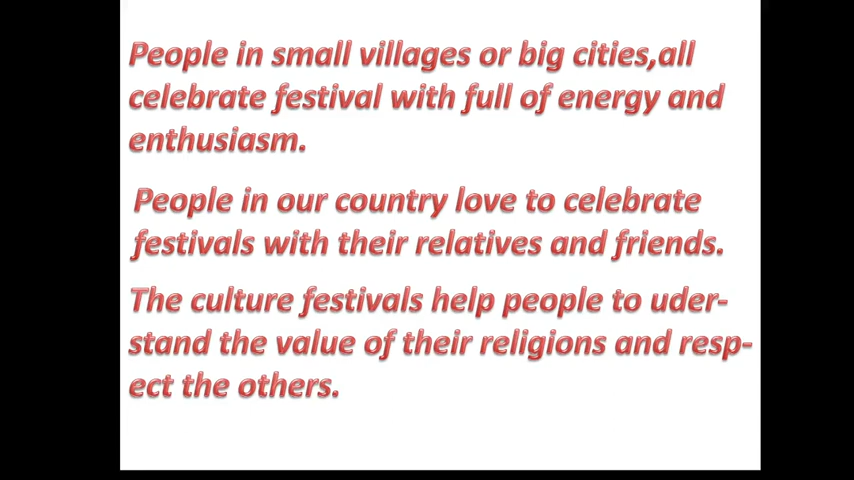 People in small villages or big cities,all
celebrate festival with full of energy and
enthusiasm.
People in our country love to celebrate
festivals with their relatives and friends.
The culture festivals help people to uder-
stand the value of their religions and resp-
ect the others.